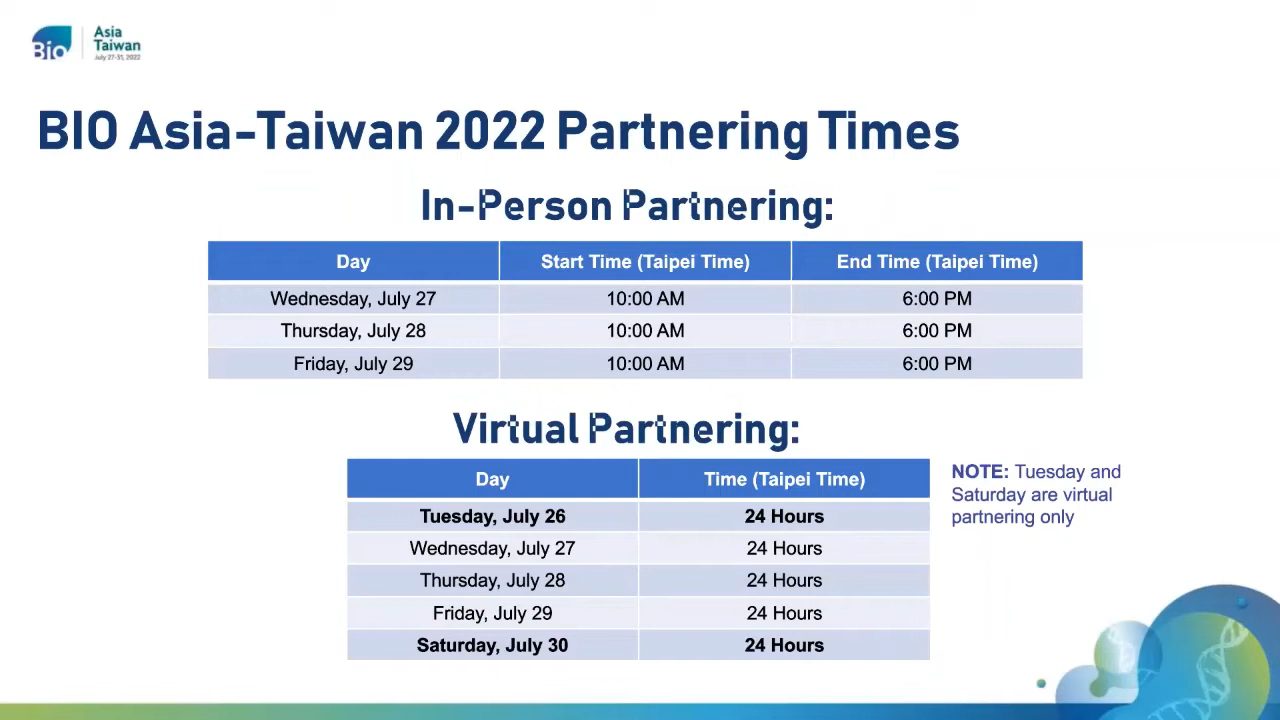 Bio
Asia
Taiwan
July 27-31, 2022
BIO Asia-Taiwan 2022 Partnering Times
In-Person Partnering:
Day Start Time (Taipei Time) End Time (Taipei Time)
Wednesday, July 27 10:00 AM 6:00 PM
Thursday, July 28 10:00 AM 6:00 PM
Friday, July 29 10:00 AM 6:00 PM
Virtual Partnering:
Day Time (Taipei Time)
Tuesday, July 26 24 Hours
Wednesday, July 27 24 Hours
Thursday, July 28 24 Hours
Friday, July 29 24 Hours
Saturday, July 30 24 Hours
NOTE: Tuesday and
Saturday are virtual
partnering only